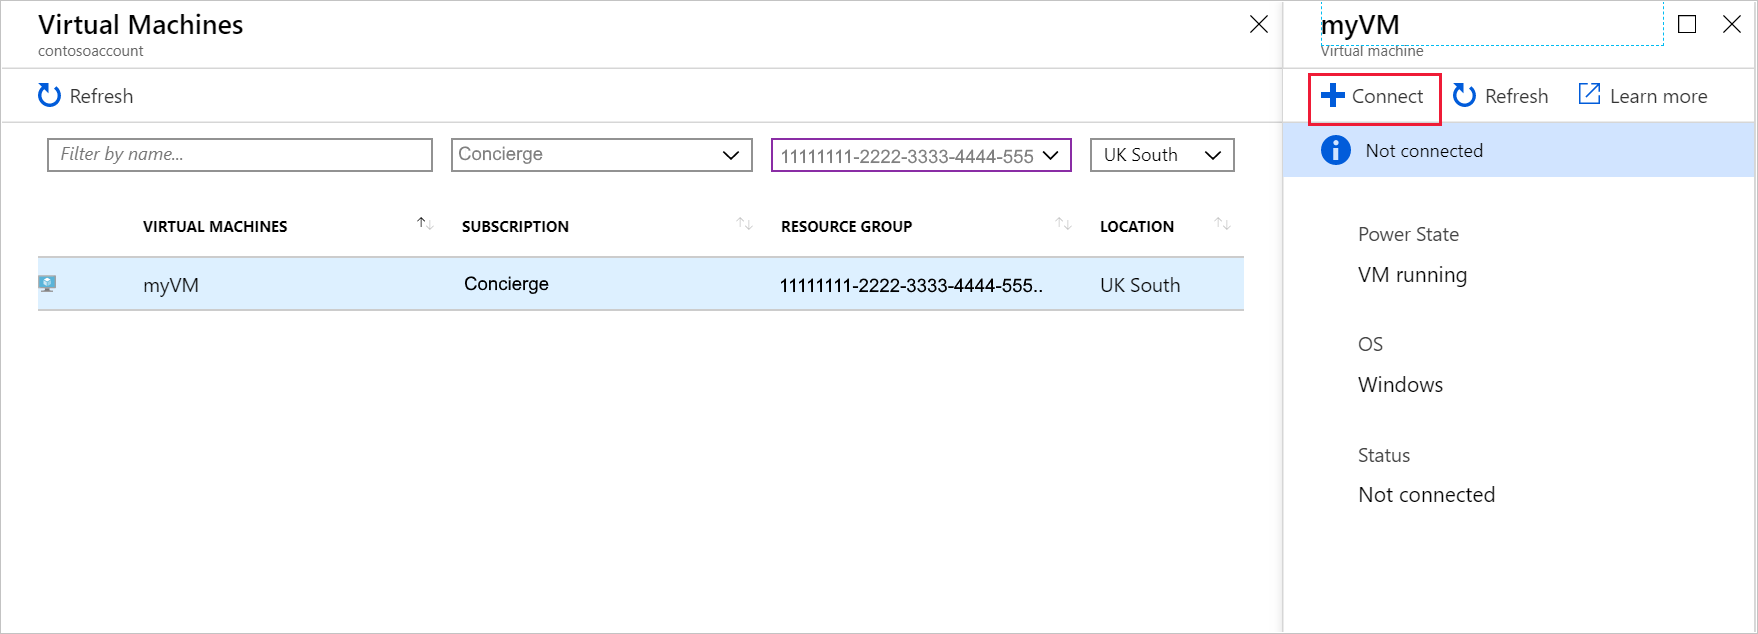 Virtual Machines
contosoaccount
Refresh
Filter by name...
Concierge
11111111-2222-3333-4444-555
UK South
VIRTUAL MACHINES
SUBSCRIPTION
RESOURCE GROUP
LOCATION
myVM
Concierge
11111111-2222-3333-4444-555..
UK South
myVM
Virtual machine
Connect
Refresh
Learn more
Not connected
Power State
VM running
OS
Windows
Status
Not connected